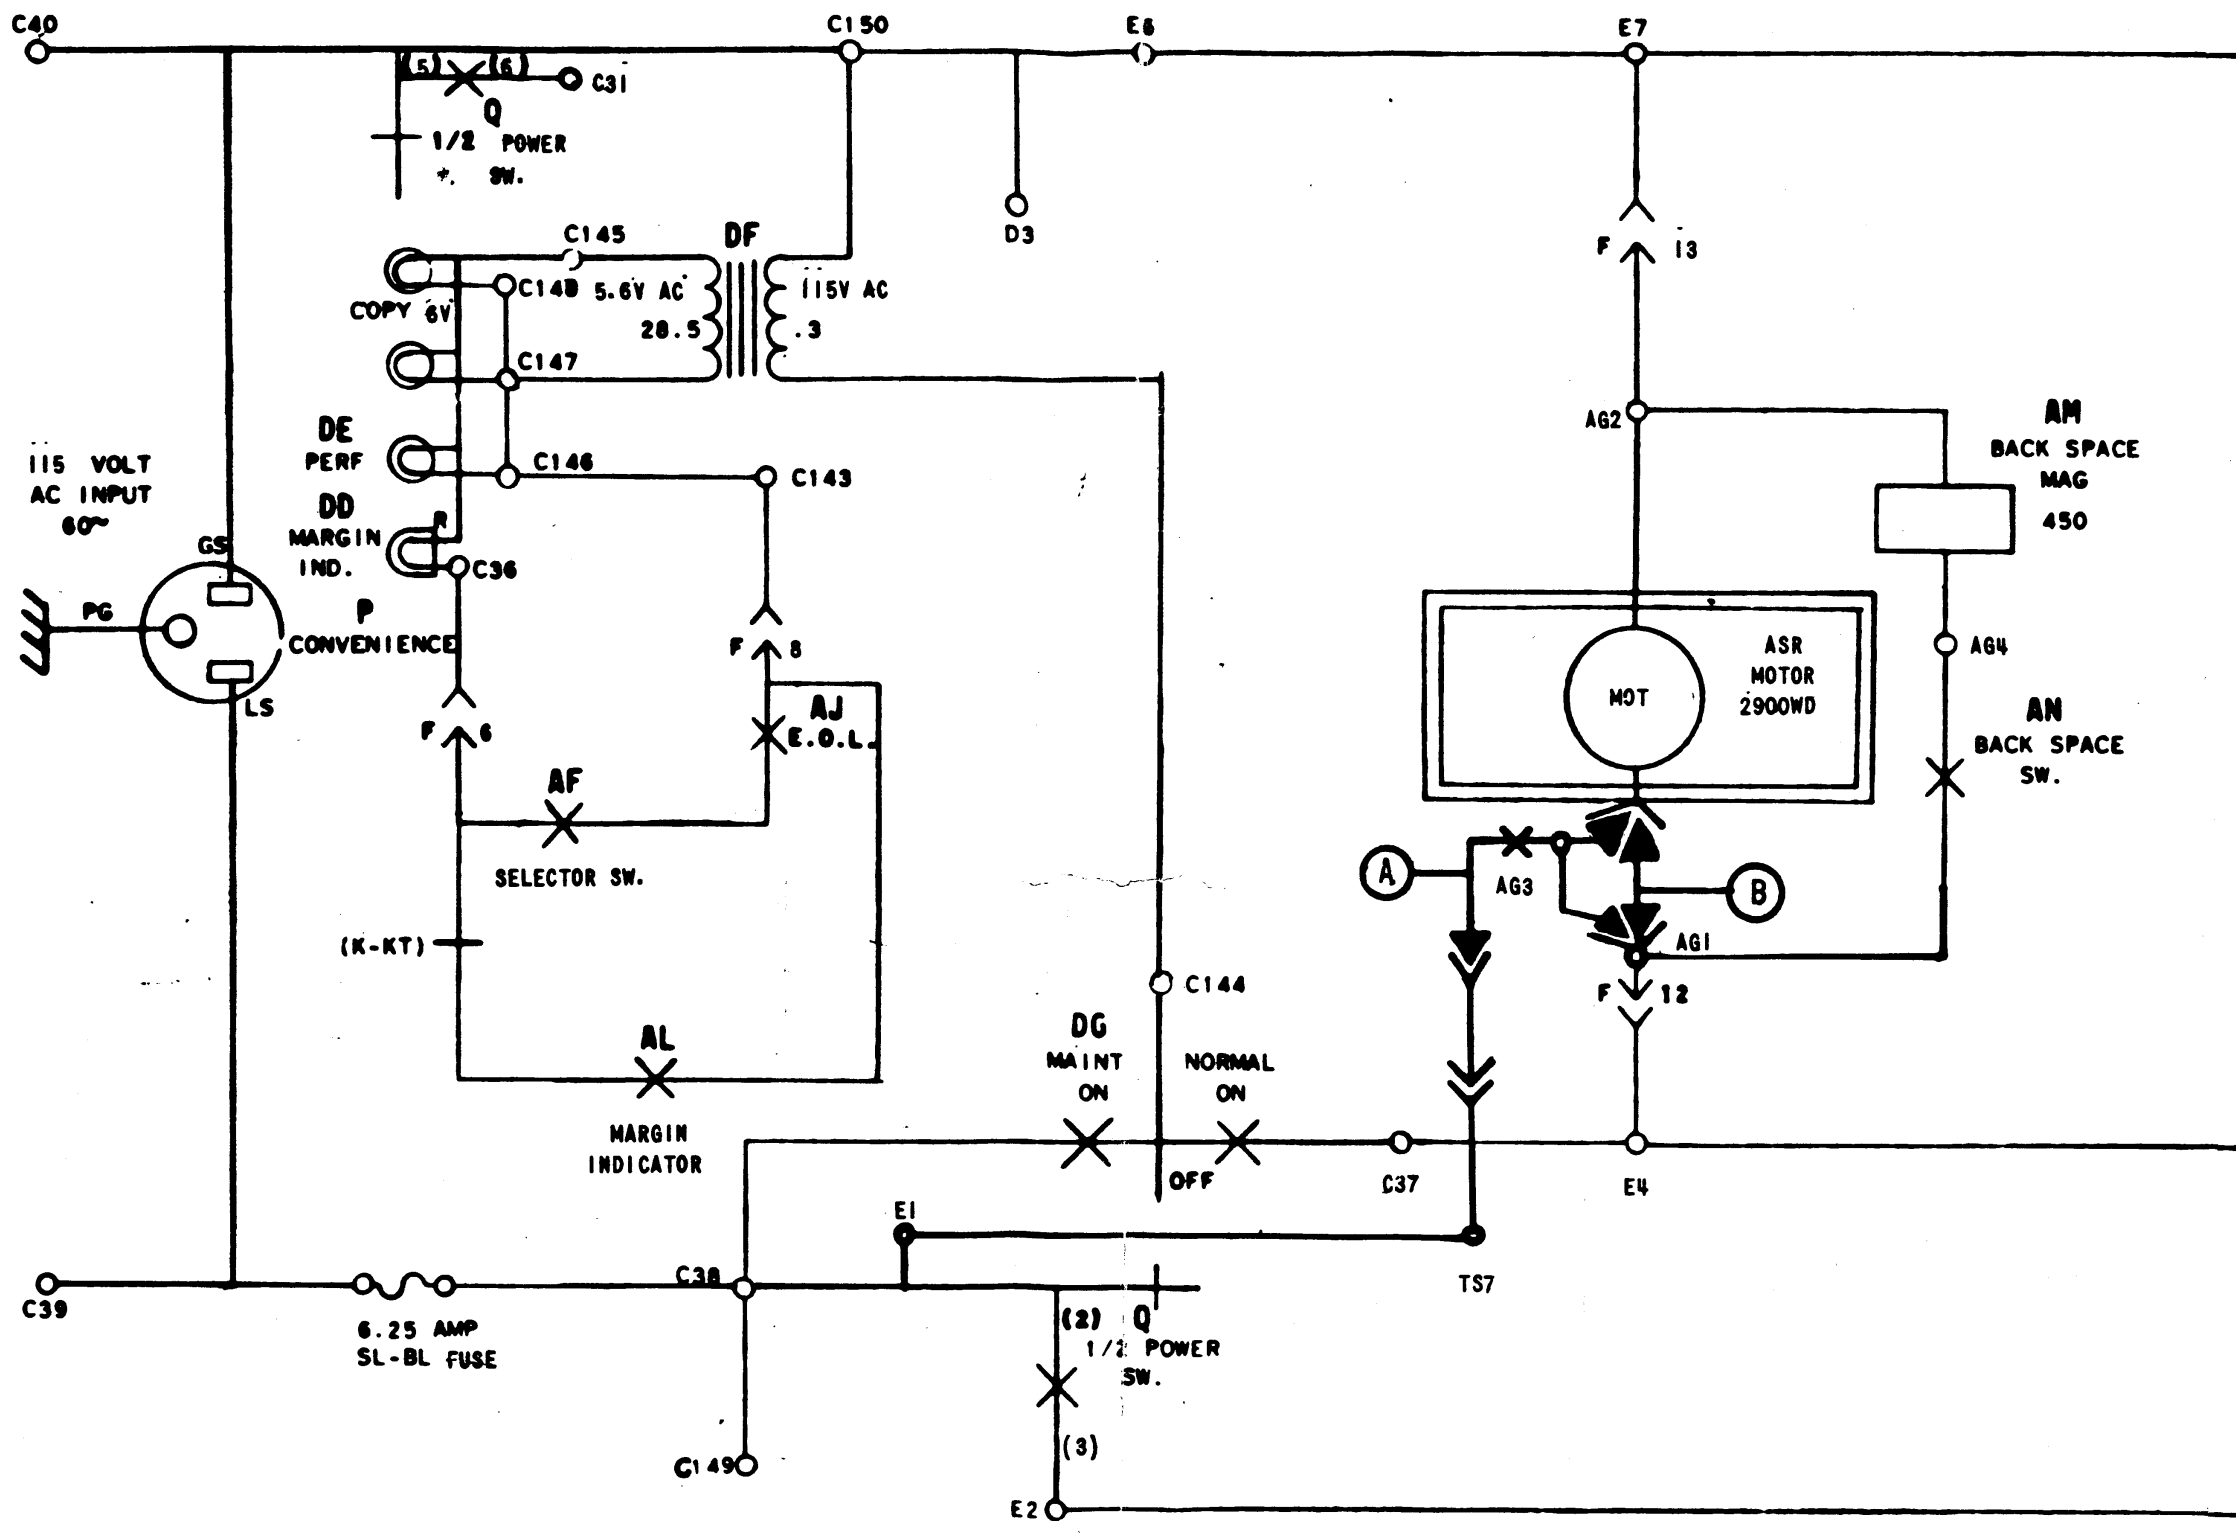 C40
C150
E6
E7
(5)
(6)
C31
Q
1/2 POWER
*. SW.
C145
DF
D3
F 13
C148
5.6V AC
115V AC
COPY 6V
28.5
.3
C147
AG2
AM
BACK SPACE
MAG
450
DE
PERF
C146
C143
115 VOLT
AC INPUT
60~
DD
MARGIN
IND.
R
GS
C36
PG
P
CONVENIENCE
F 8
AG4
ASR
MOTOR
2900WD
MOT
LS
F 6
AJ
E.O.L.
AN
BACK SPACE
SW.
AF
SELECTOR SW.
A
AG3
B
(K-KT)
AG1
F 12
C144
DG
MAINT
ON
NORMAL
ON
AL
MARGIN
INDICATOR
OFF
C37
E4
E1
C38
TS7
C39
6.25 AMP
SL-BL FUSE
(2)
Q
1/2 POWER
SW.
(3)
C149
E2